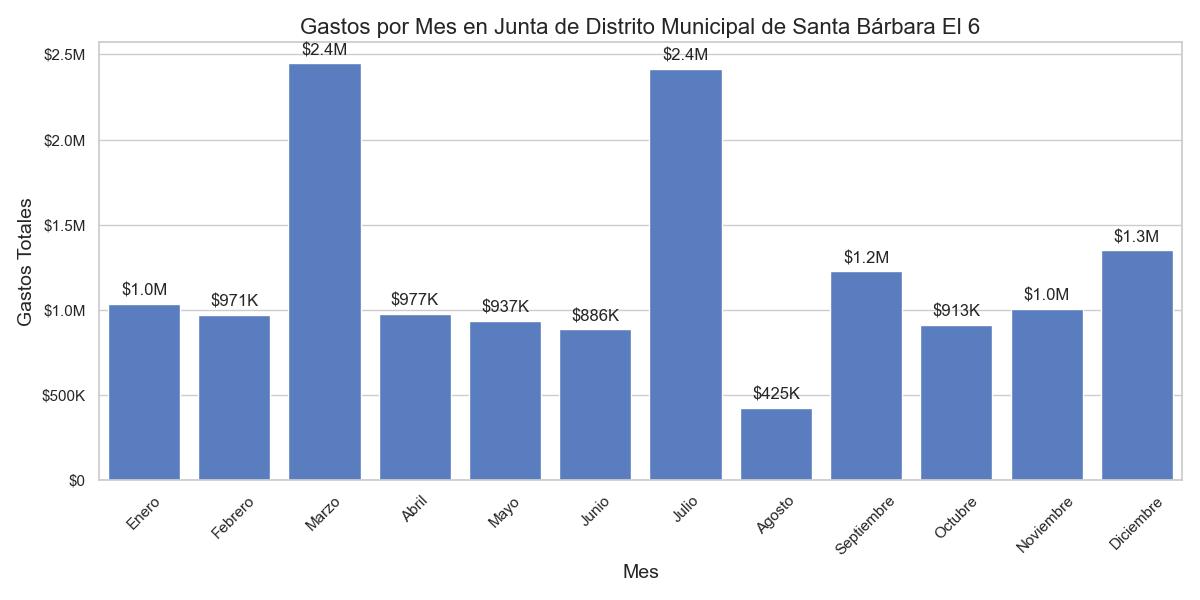 Gastos por Mes en Junta de Distrito Municipal de Santa Bárbara El 6
$2.5M
$2.0M
$1.5M
$1.0M
$500K
$0
Gastos Totales
$1.0M
$971K
$2.4M
$977K
$937K
$886K
$2.4M
$425K
$1.2M
$913K
$1.0M
$1.3M
Enero
Febrero
Marzo
Abril
Mayo
Junio
Julio
Agosto
Septiembre
Octubre
Noviembre
Diciembre
Mes